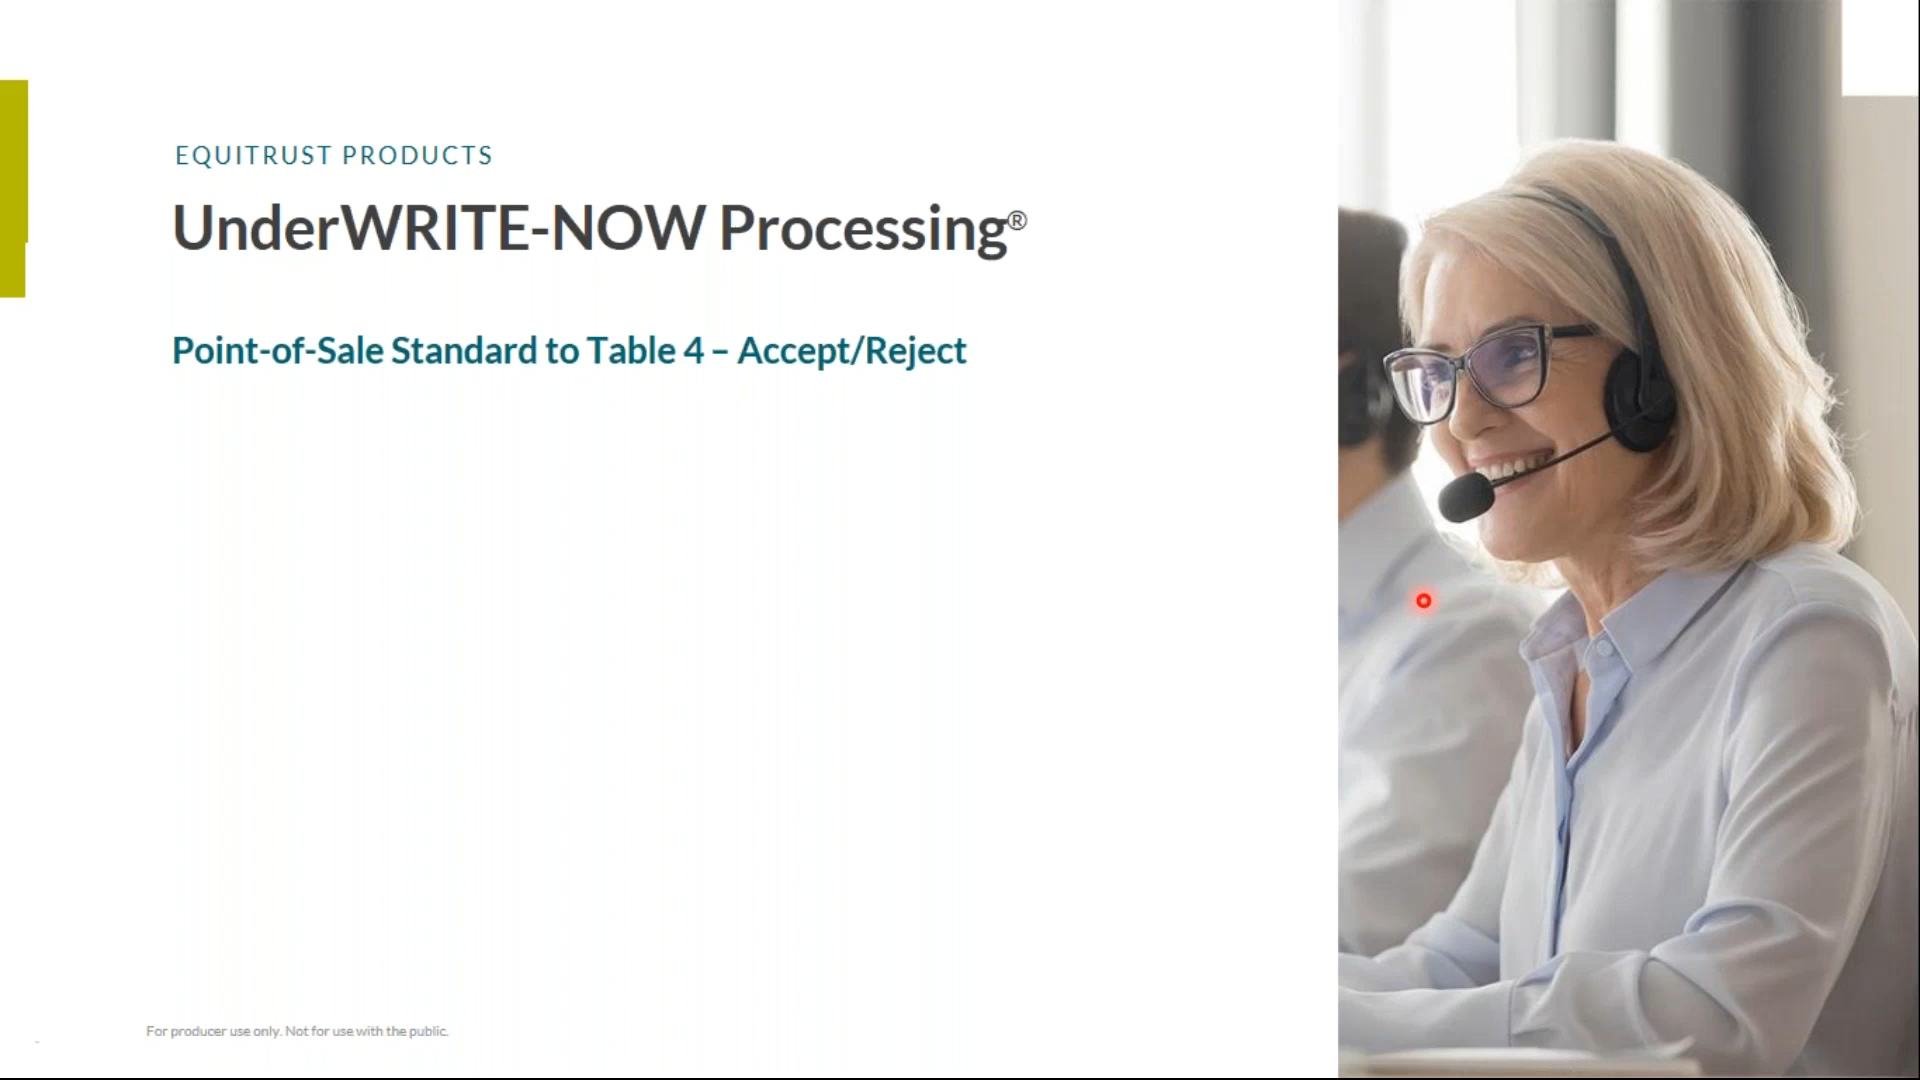 EQUITRUST PRODUCTS
UnderWRITE-NOW Processing®
Point-of-Sale Standard to Table 4 – Accept/Reject
For producer use only. Not for use with the public.